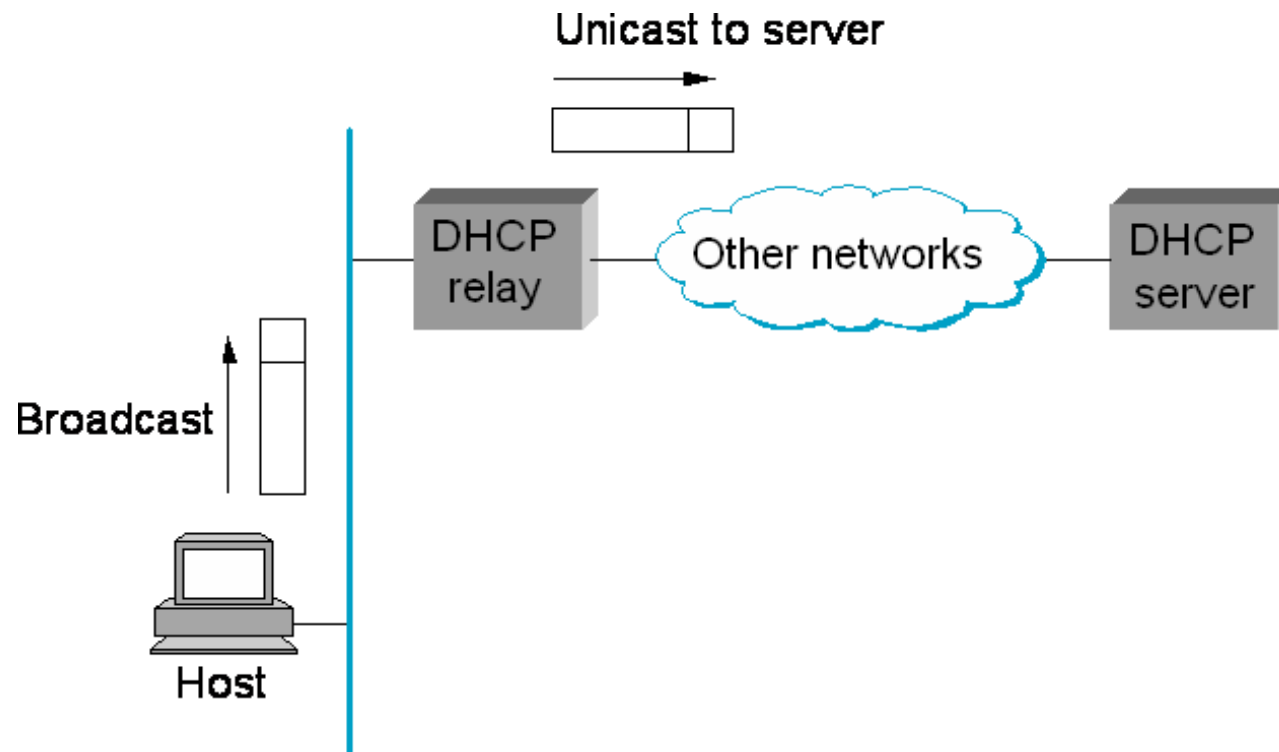 Unicast to server
DHCP
relay
Other networks
DHCP
server
Broadcast
Host